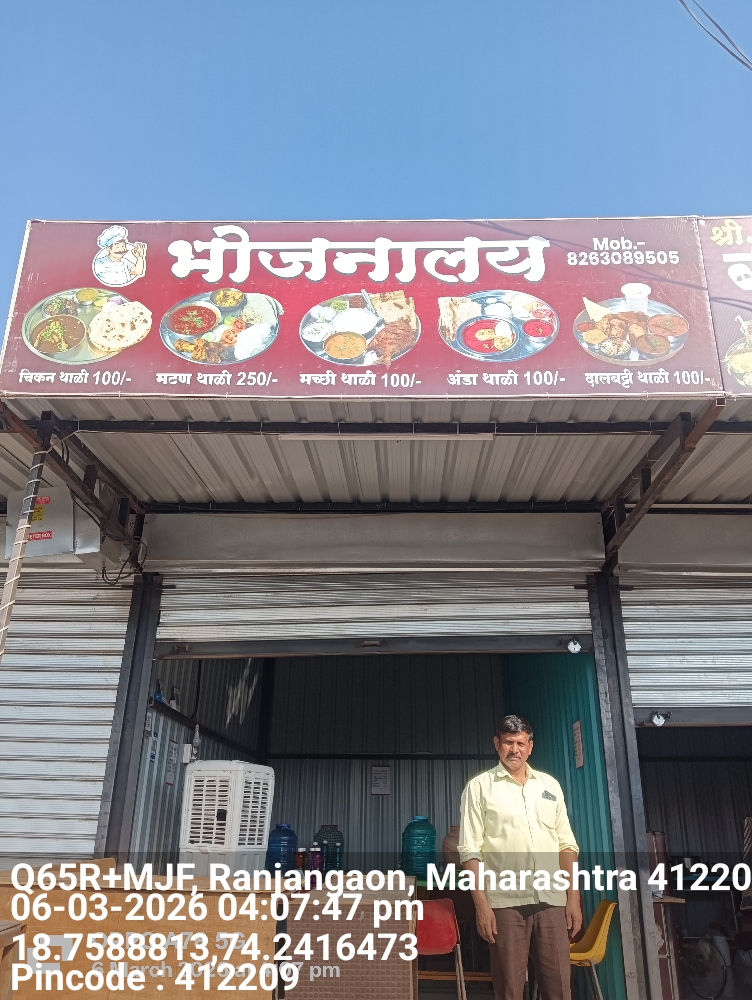 भोजनालय
Mob.-
8263089505
श्री
चिकन थाळी 100/- मटण थाळी 250/- मच्छी थाळी 100/- अंडा थाळी 100/- दालबट्टी थाळी 100/-
Q65R+MJF, Ranjangaon, Maharashtra 41220
06-03-2026 04:07:47 pm
18.7588813,74.2416473
Pincode : 412209